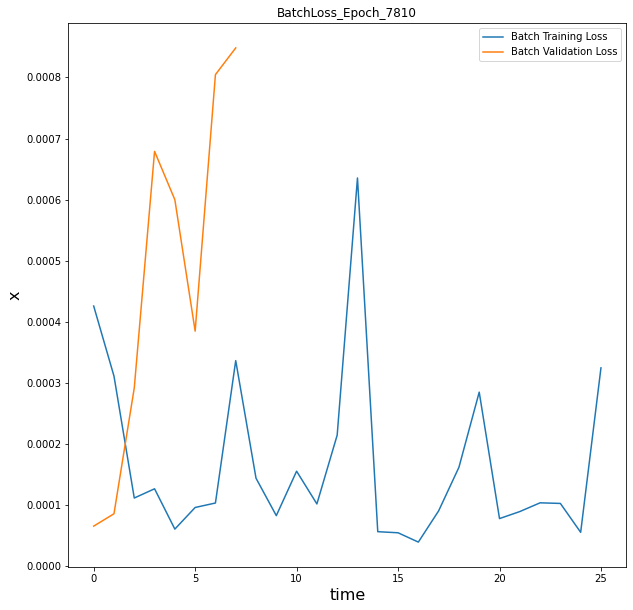 BatchLoss_Epoch_7810
Batch Training Loss
Batch Validation Loss
0.0008
0.0007
0.0006
0.0005
0.0004
0.0003
0.0002
0.0001
0.0000
x
0 5 10 15 20 25
time